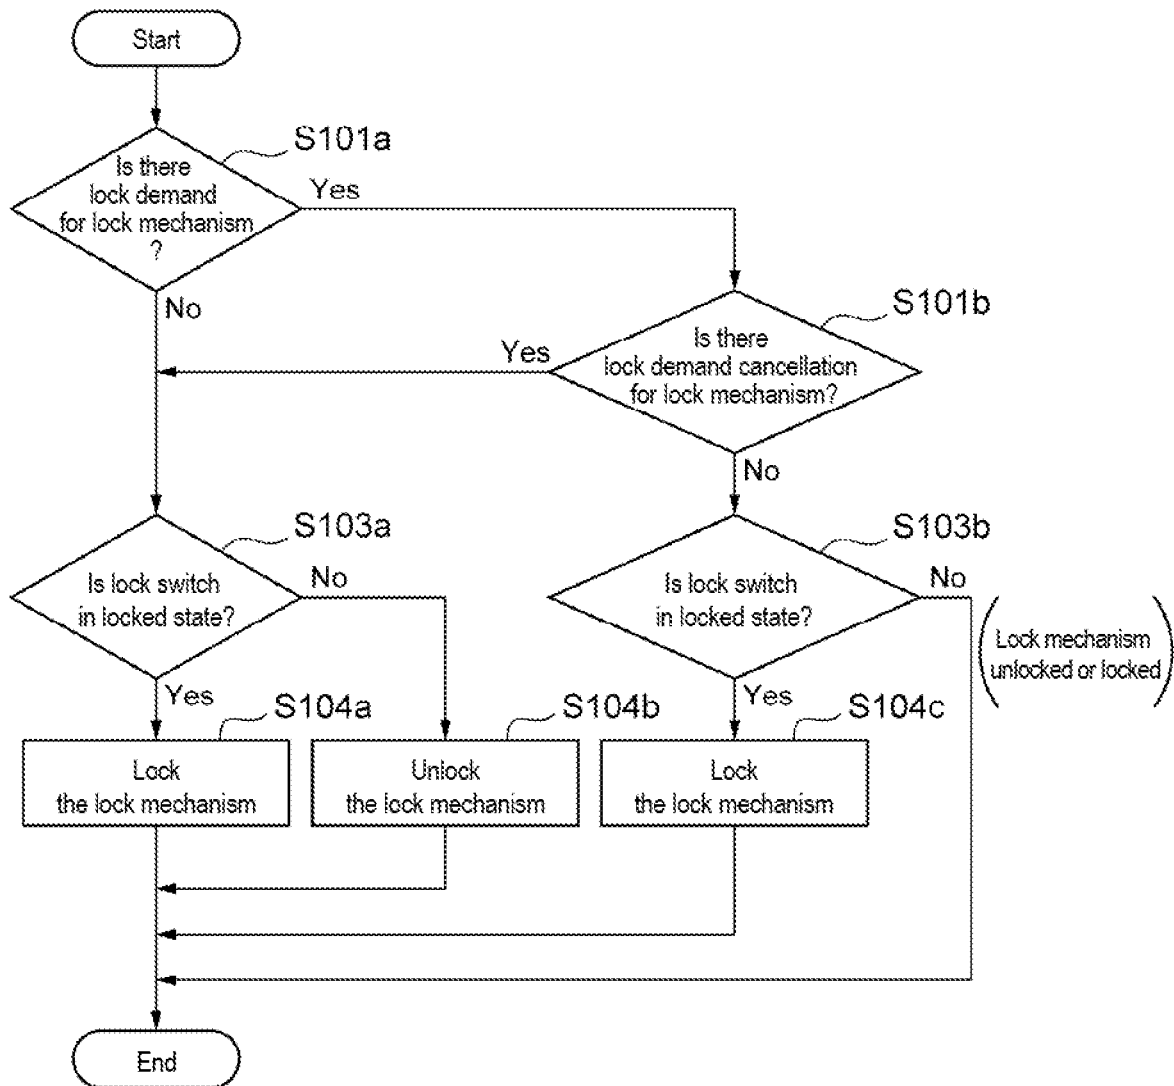 Start
S101a
Is there
lock demand
for lock mechanism
?
Yes
No
S101b
Is there
lock demand cancellation
for lock mechanism?
Yes
No
S103a
Is lock switch
in locked state?
No
Yes
S103b
Is lock switch
in locked state?
No
Yes
(Lock mechanism
unlocked or locked)
S104a
Lock
the lock mechanism
S104b
Unlock
the lock mechanism
S104c
Lock
the lock mechanism
End